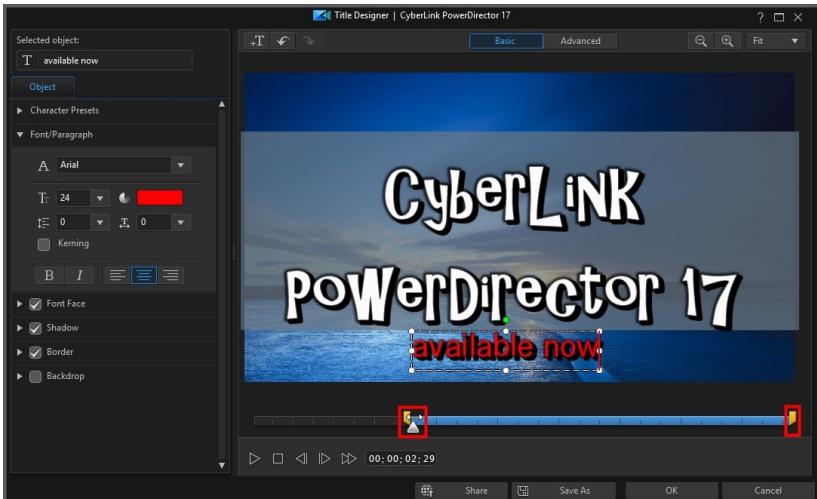 Title Designer | CyberLink PowerDirector 17
Selected object:
T available now
Object
Character Presets
Font/Paragraph
A Arial
24
0
0
Kerning
B I
Font Face
Shadow
Border
Backdrop
+T
Basic Advanced
Fit
CyberLink
PowerDirector 17
available now
00;00;02;29
Share Save As OK Cancel